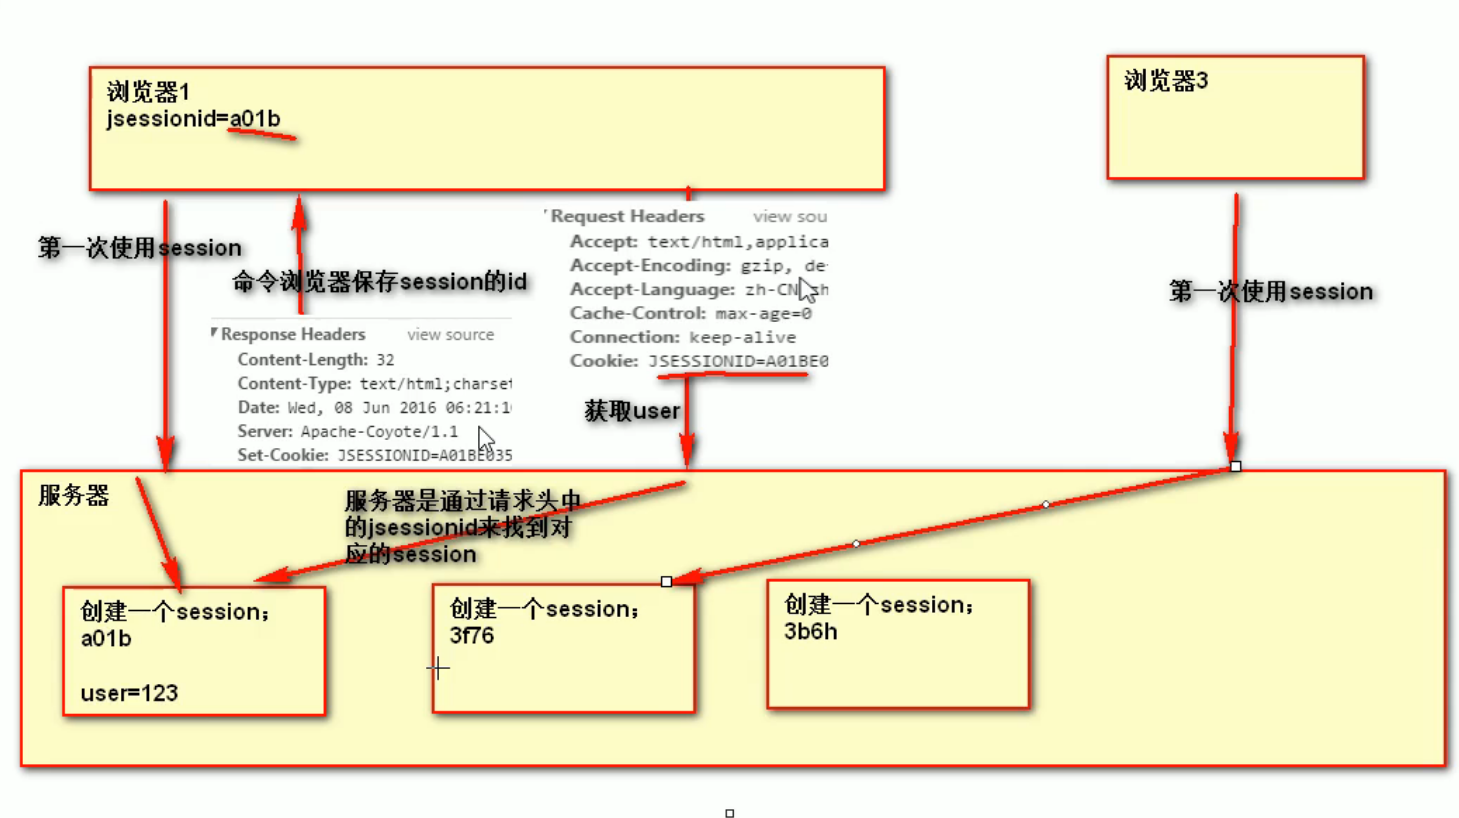 浏览器1
jsessionid=a01b
浏览器3
第一次使用session
命令浏览器保存session的id
Request Headers view sou
Accept: text/html,applica
Accept-Encoding: gzip, de
Accept-Language: zh-CN,zh
Cache-Control: max-age=0
Connection: keep-alive
Cookie: JSESSIONID=A01BE0
第一次使用session
Response Headers view source
Content-Length: 32
Content-Type: text/html;charset
Date: Wed, 08 Jun 2016 06:21:10
Server: Apache-Coyote/1.1
Set-Cookie: JSESSIONID=A01BE035
获取user
服务器
服务器是通过请求头中
的jsessionid来找到对
应的session
创建一个session；
a01b
user=123
创建一个session；
3f76
创建一个session；
3b6h